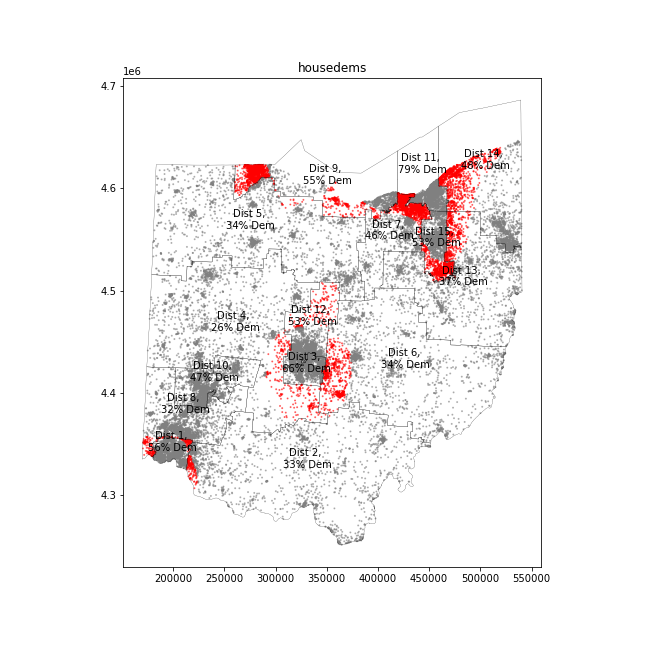 housedems
1e6
4.7
4.6
4.5
4.4
4.3
Dist 14,
46% Dem
Dist 11,
79% Dem
Dist 9,
55% Dem
Dist 5,
34% Dem
Dist 7,
46% Dem
Dist 15,
53% Dem
Dist 13,
37% Dem
Dist 12,
53% Dem
Dist 4,
26% Dem
Dist 3,
66% Dem
Dist 6,
34% Dem
Dist 10,
47% Dem
Dist 8,
32% Dem
Dist 1,
56% Dem
Dist 2,
33% Dem
200000 250000 300000 350000 400000 450000 500000 550000